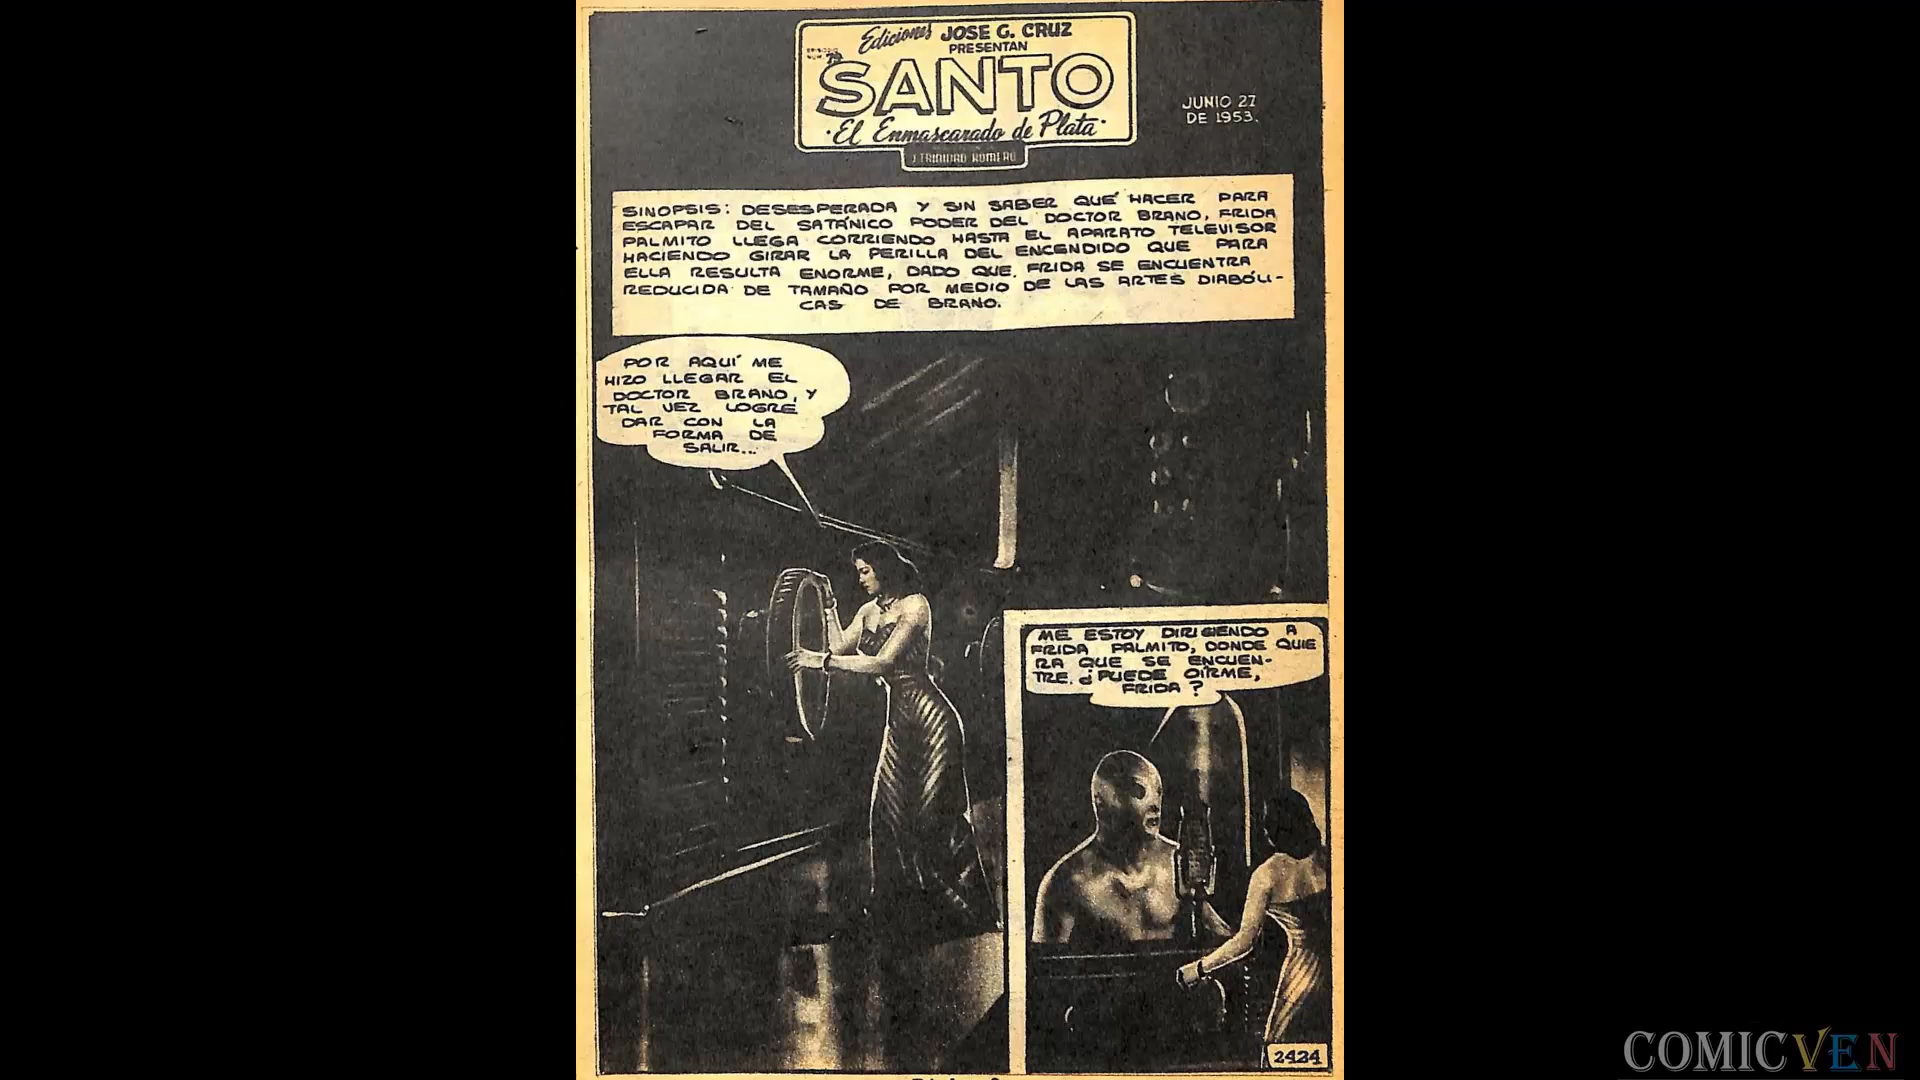 Ediciones JOSE G. CRUZ
PRESENTAN
EPISODIO
NUM. 79
SANTO
·El Enmascarado de Plata·
J. TRINIDAD ROMERO
JUNIO 27
DE 1953.
SINOPSIS: DESESPERADA Y SIN SABER QUÉ HACER PARA
ESCAPAR DEL SATÁNICO PODER DEL DOCTOR BRANO, FRIDA
PALMITO LLEGA CORRIENDO HASTA EL APARATO TELEVISOR
HACIENDO GIRAR LA PERILLA DEL ENCENDIDO QUE PARA
ELLA RESULTA ENORME, DADO QUE. FRIDA SE ENCUENTRA
REDUCIDA DE TAMAÑO POR MEDIO DE LAS ARTES DIABÓLI-
CAS DE BRANO.
POR AQUÍ ME
HIZO LLEGAR EL
DOCTOR BRANO, Y
TAL VEZ LOGRE
DAR CON LA
FORMA DE
SALIR...
ME ESTOY DIRIGIENDO A
FRIDA PALMITO, DONDE QUIE
RA QUE SE ENCUEN-
TRE. ¿PUEDE OÍRME,
FRIDA?
2424
COMICVEN